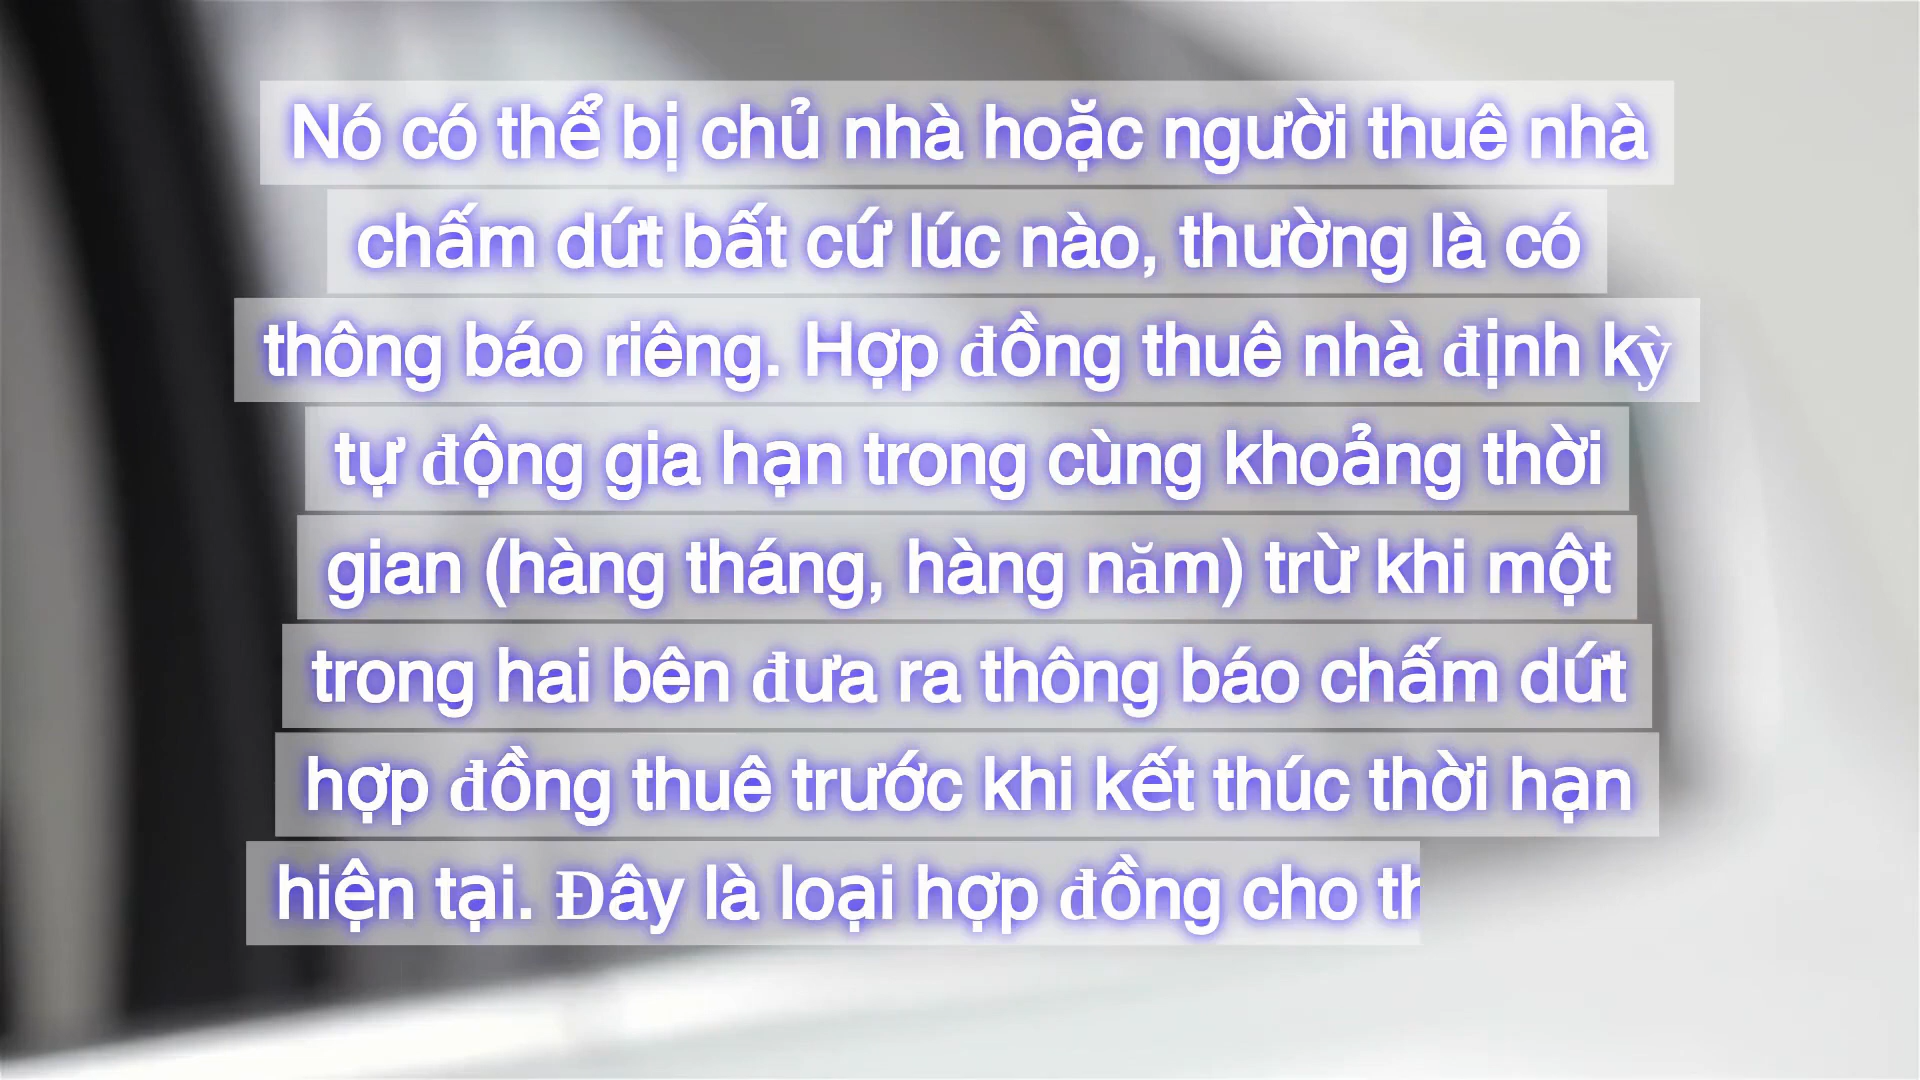 Nó có thể bị chủ nhà hoặc người thuê nhà
chấm dứt bất cứ lúc nào, thường là có
thông báo riêng. Hợp đồng thuê nhà định kỳ
tự động gia hạn trong cùng khoảng thời
gian (hàng tháng, hàng năm) trừ khi một
trong hai bên đưa ra thông báo chấm dứt
hợp đồng thuê trước khi kết thúc thời hạn
hiện tại. Đây là loại hợp đồng cho